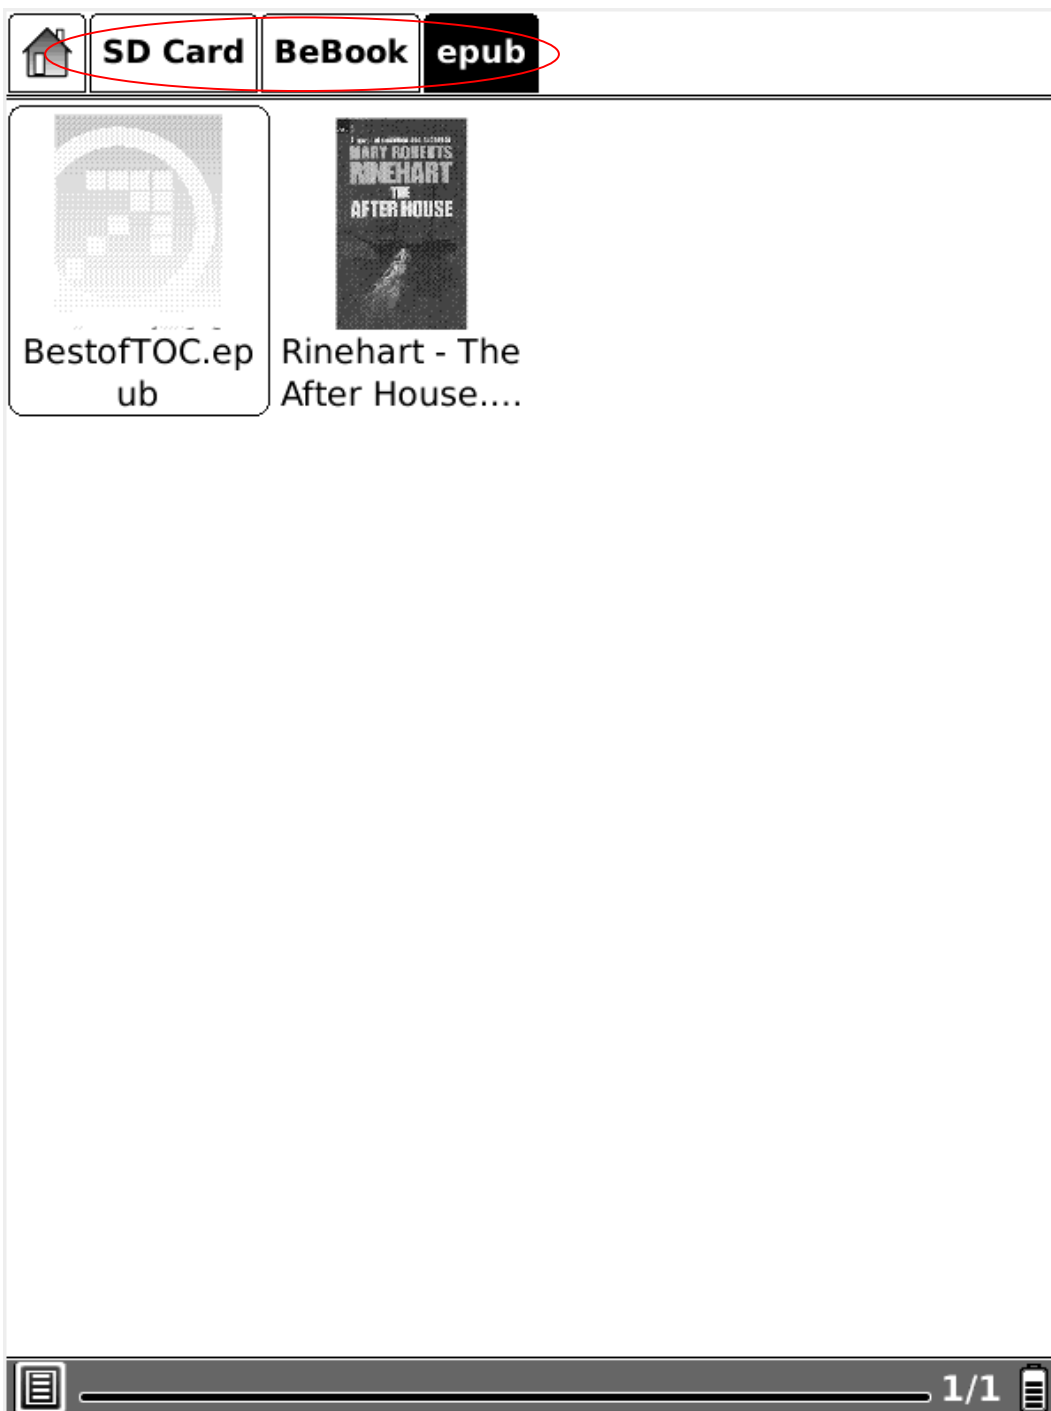 SD Card BeBook epub
MARY ROBERTS
RINEHART
THE
AFTER HOUSE
BestofTOC.ep
ub
Rinehart - The
After House....
1/1